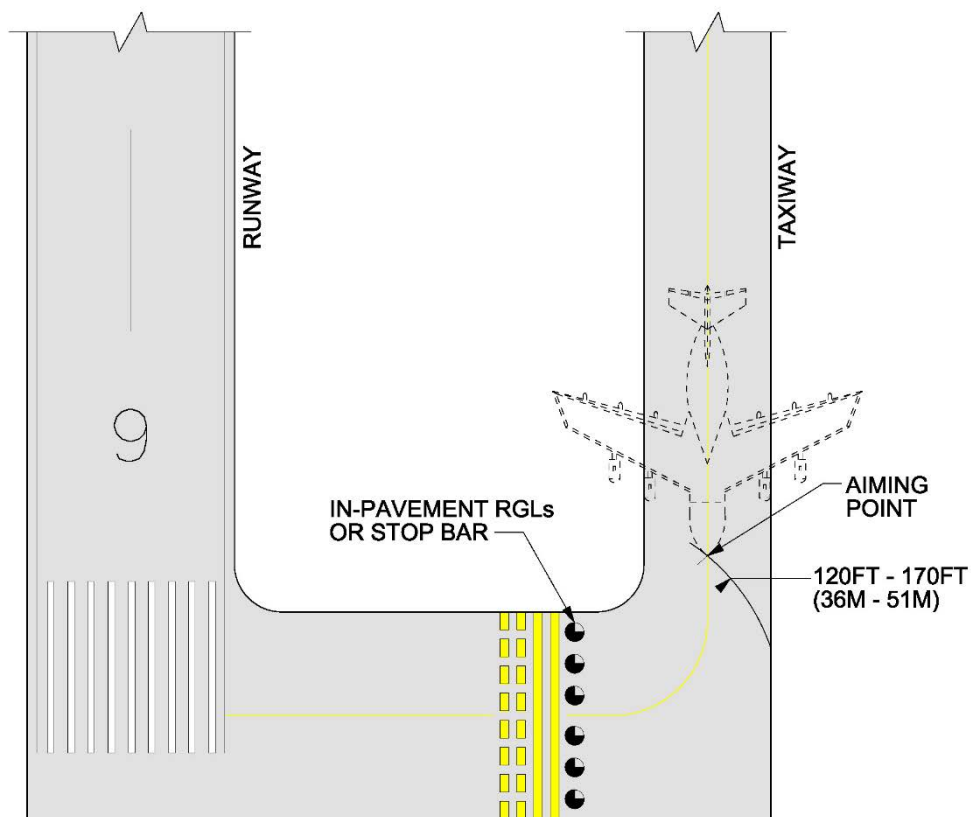 RUNWAY
TAXIWAY
9
IN-PAVEMENT RGLs
OR STOP BAR
AIMING
POINT
120FT - 170FT
(36M - 51M)